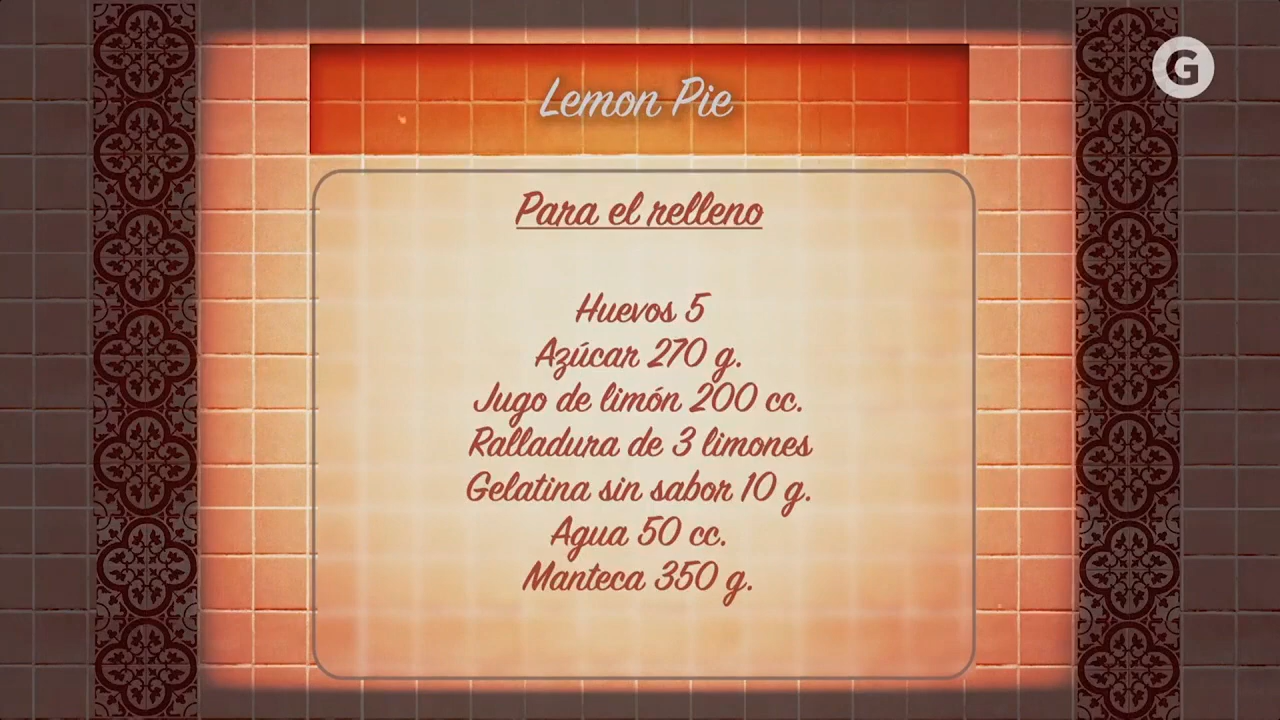 G
Lemon Pie
Para el relleno
Huevos 5
Azúcar 270 g.
Jugo de limón 200 cc.
Ralladura de 3 limones
Gelatina sin sabor 10 g.
Agua 50 cc.
Manteca 350 g.